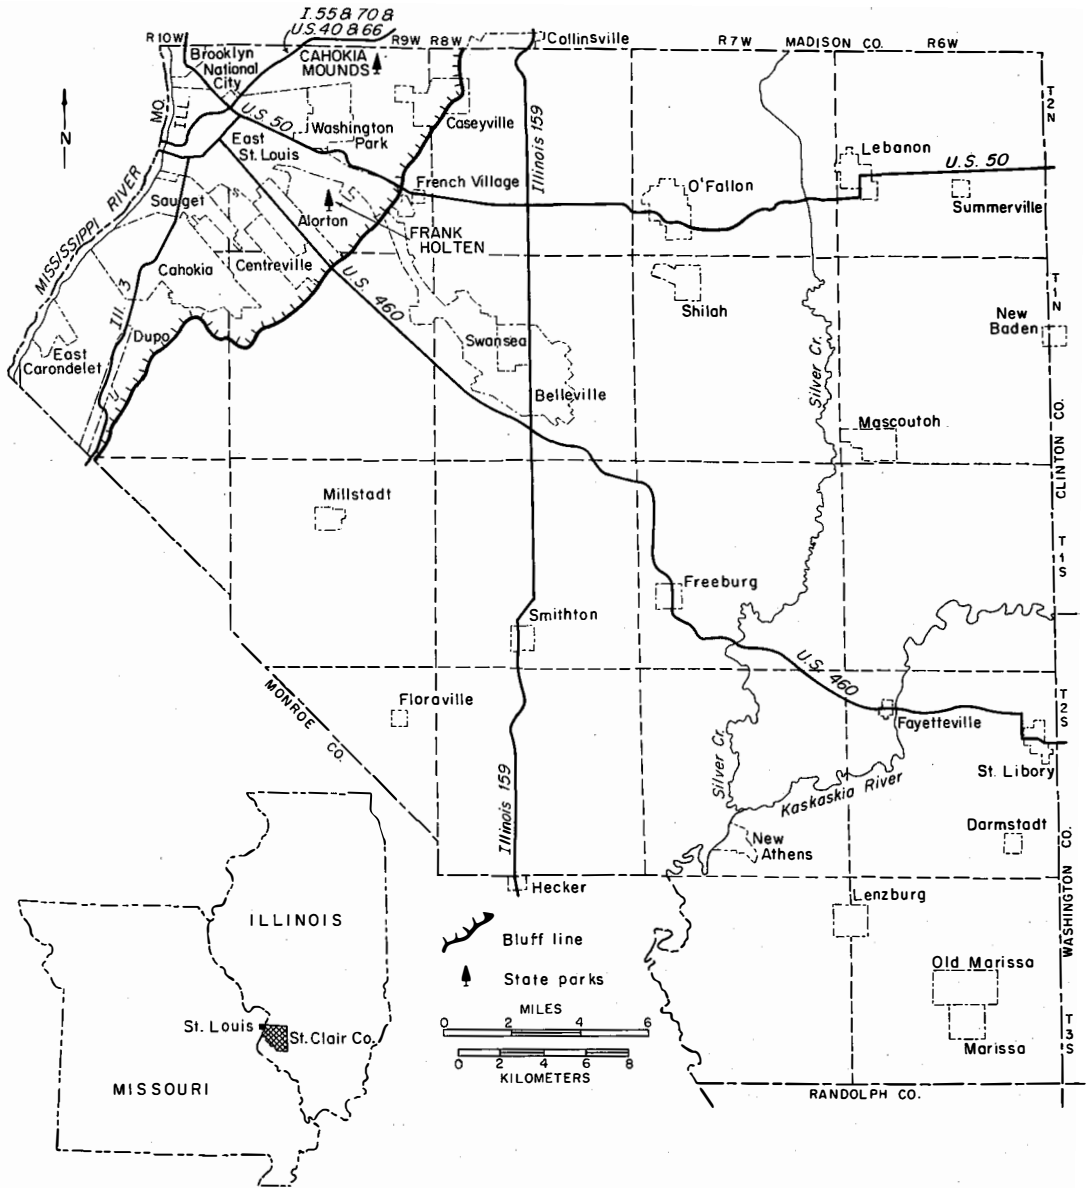 I. 55 & 70 &
U.S. 40 & 66
R10W
R9W
R8W
Collinsville
R7W
MADISON CO.
R6W
Brooklyn
National
City
CAHOKIA
MOUNDS
MO.
ILL.
N
U.S. 50
Washington
Park
Caseyville
Illinois 159
T2N
East
St. Louis
Lebanon
U.S. 50
French Village
O'Fallon
Summerville
MISSISSIPPI RIVER
Sauget
Alorton
FRANK
HOLTEN
Cahokia
Centreville
U.S. 460
Ill. 3
Shilah
T1N
New
Baden
Dupo
East
Carondelet
Swansea
Silver Cr.
Belleville
Mascoutoh
CLINTON CO.
Millstadt
T1S
Freeburg
Smithton
U.S. 460
MONROE CO.
Floraville
T2S
Fayetteville
St. Libory
Silver Cr.
Kaskaskia River
Illinois 159
New
Athens
Darmstadt
WASHINGTON CO.
Hecker
Lenzburg
ILLINOIS
Bluff line
Old Marissa
State parks
MILES
0 2 4 6
St. Louis
St. Clair Co.
T3S
Marissa
0 2 4 6 8
KILOMETERS
MISSOURI
RANDOLPH CO.